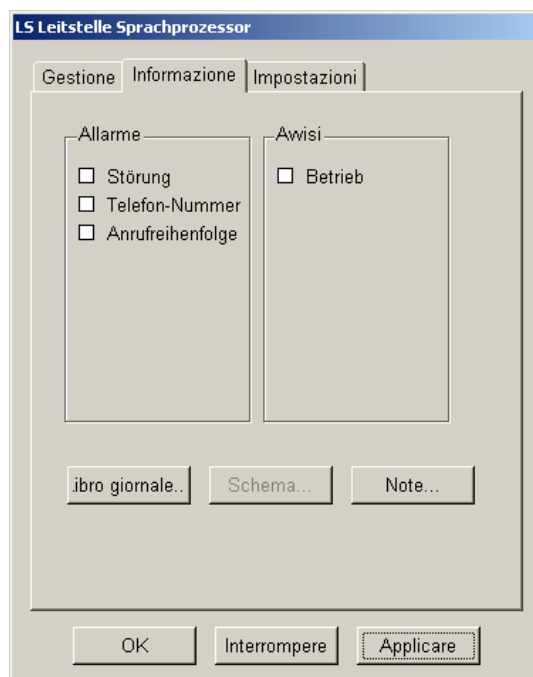 LS Leitstelle Sprachprozessor
Gestione Informazione Impostazioni
Allarme
Störung
Telefon-Nummer
Anrufreihenfolge
Avvisi
Betrieb
ibro giornale.. Schema... Note...
OK Interrompere Applicare